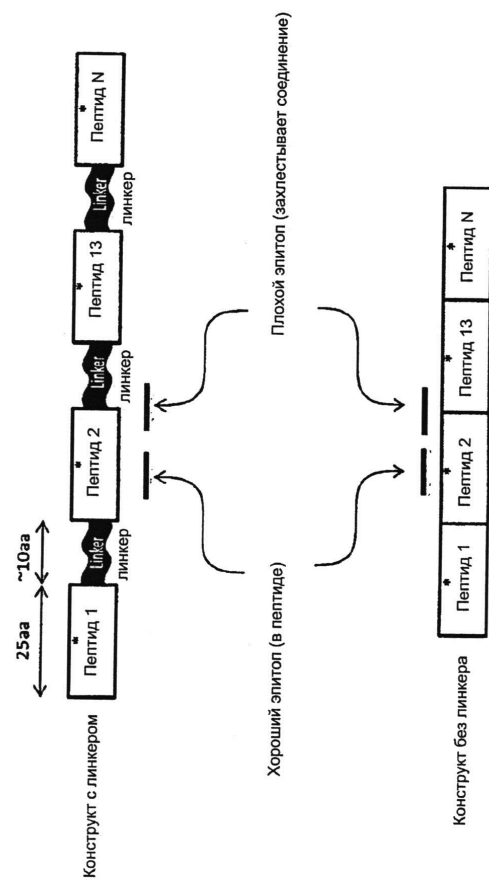 Конструкт с линкером
25aa
~10aa
Пептид 1
*
Linker
линкер
Пептид 2
*
Linker
линкер
Пептид 13
*
Linker
линкер
Пептид N
*
Хороший эпитоп (в пептиде)
Плохой эпитоп (захлестывает соединение)
Конструкт без линкера
Пептид 1
*
Пептид 2
*
Пептид 13
*
Пептид N
*